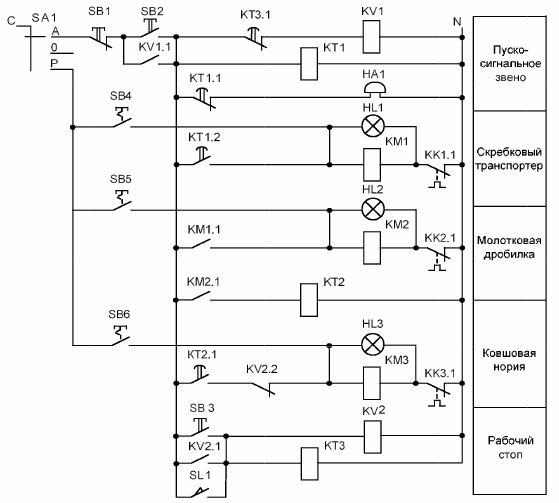 C SA1 SB1 SB2 KT3.1 KV1 N
A
KV1.1 KT1
0
P
Пуско-
сигнальное
звено
KT1.1 HA1
SB4 HL1
KT1.2 KM1 KK1.1
Скребковый
транспортер
SB5 HL2
KM1.1 KM2 KK2.1
Молотковая
дробилка
KM2.1 KT2
SB6 HL3
KT2.1 KV2.2 KM3 KK3.1
Ковшовая
нория
SB3 KV2
KV2.1 KT3
SL1
Рабочий
стоп